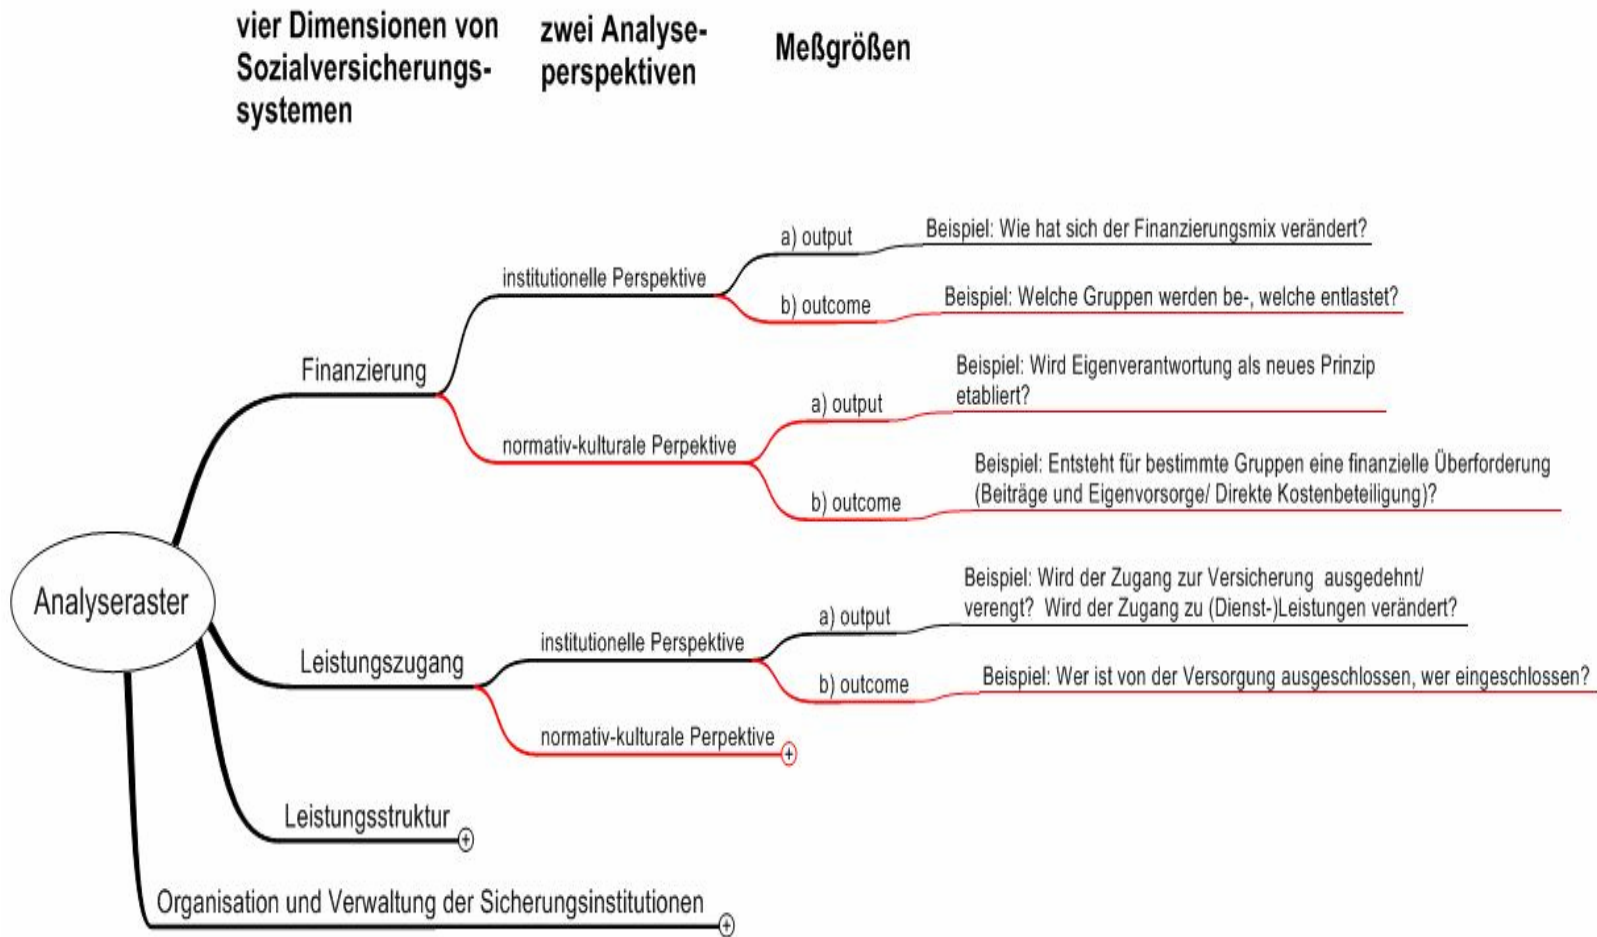 vier Dimensionen von
Sozialversicherungs-
systemen
zwei Analyse-
perspektiven
Meßgrößen
Analyseraster
Finanzierung
institutionelle Perspektive
a) output
Beispiel: Wie hat sich der Finanzierungsmix verändert?
b) outcome
Beispiel: Welche Gruppen werden be-, welche entlastet?
normativ-kulturale Perpektive
a) output
Beispiel: Wird Eigenverantwortung als neues Prinzip
etabliert?
b) outcome
Beispiel: Entsteht für bestimmte Gruppen eine finanzielle Überforderung
(Beiträge und Eigenvorsorge/ Direkte Kostenbeteiligung)?
Leistungszugang
institutionelle Perspektive
a) output
Beispiel: Wird der Zugang zur Versicherung ausgedehnt/
verengt? Wird der Zugang zu (Dienst-)Leistungen verändert?
b) outcome
Beispiel: Wer ist von der Versorgung ausgeschlossen, wer eingeschlossen?
normativ-kulturale Perpektive
Leistungsstruktur
Organisation und Verwaltung der Sicherungsinstitutionen